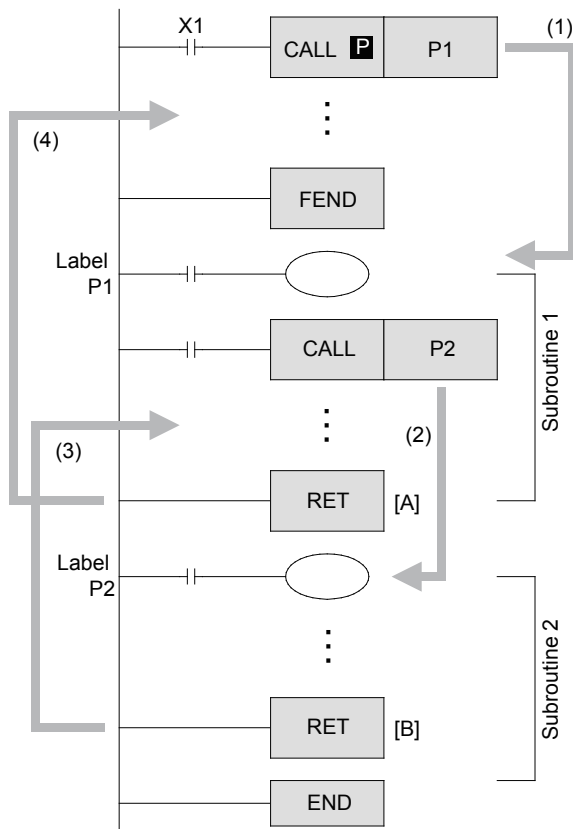 X1
CALL P P1
(1)
(4)
FEND
Label
P1
CALL P2
Subroutine 1
(2)
(3)
RET [A]
Label
P2
Subroutine 2
RET [B]
END